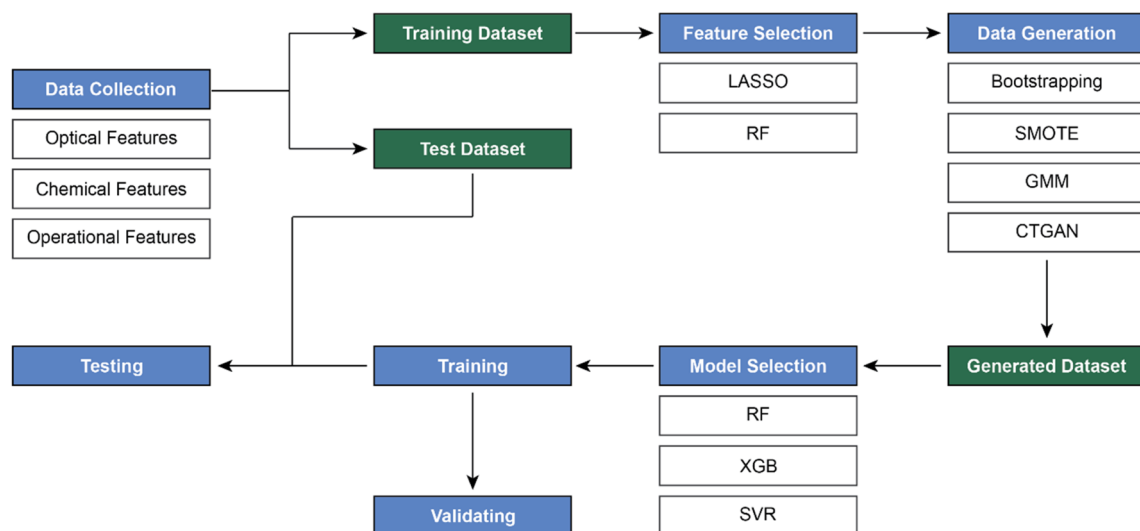 Training Dataset
Feature Selection
Data Generation
Data Collection
LASSO
Bootstrapping
Optical Features
RF
Test Dataset
SMOTE
Chemical Features
GMM
Operational Features
CTGAN
Testing
Training
Model Selection
Generated Dataset
RF
XGB
Validating
SVR